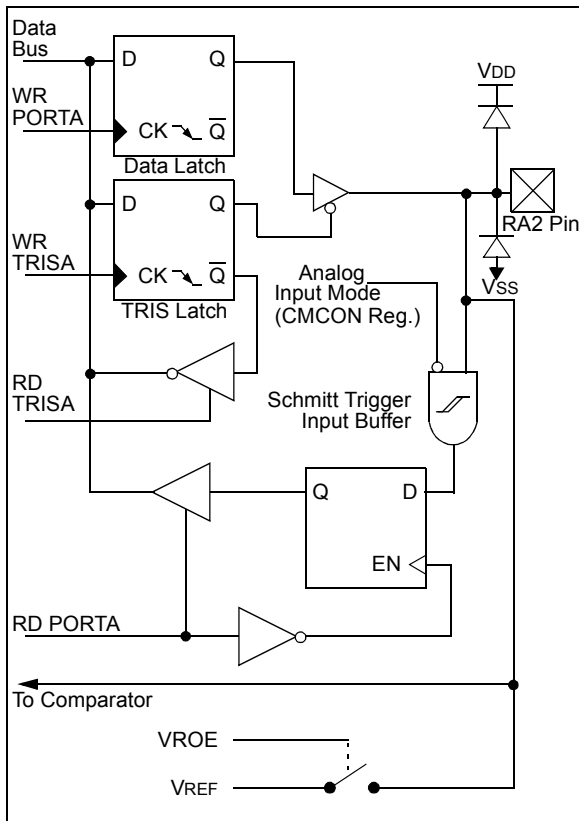 Data
Bus
D
Q
VDD
WR
PORTA
CK
Q
Data Latch
D
Q
RA2 Pin
WR
TRISA
CK
Q
TRIS Latch
Analog
Input Mode
(CMCON Reg.)
VSS
RD
TRISA
Schmitt Trigger
Input Buffer
Q
D
EN
RD PORTA
To Comparator
VROE
VREF